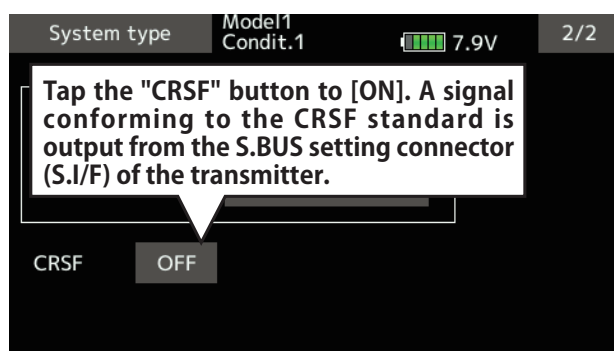 System type
Model1
Condit.1
7.9V
2/2
Tap the "CRSF" button to [ON]. A signal
conforming to the CRSF standard is
output from the S.BUS setting connector
(S.I/F) of the transmitter.
CRSF
OFF